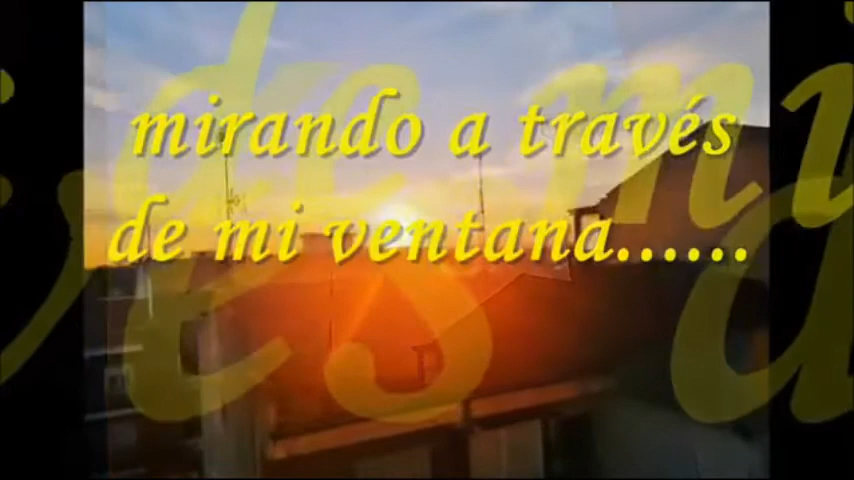 mirando a través
de mi ventana......